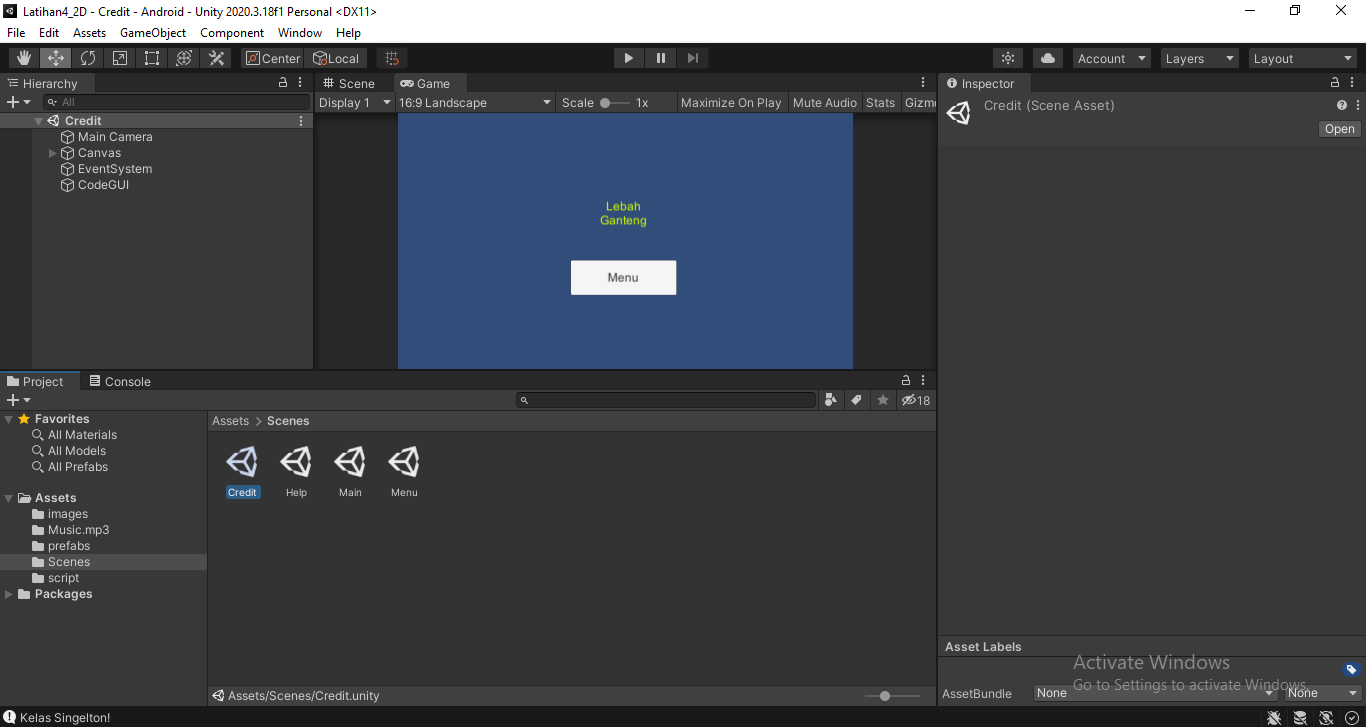 Latihan4_2D - Credit - Android - Unity 2020.3.18f1 Personal <DX11>
File Edit Assets GameObject Component Window Help
Center Local Account Layers Layout
Hierarchy
All
Credit
Main Camera
Canvas
EventSystem
CodeGUI
Scene Game
Display 1 16:9 Landscape Scale 1x Maximize On Play Mute Audio Stats Gizm
Lebah
Ganteng
Menu
Inspector
Credit (Scene Asset)
Open
Project Console
18
Favorites
All Materials
All Models
All Prefabs
Assets
images
Music.mp3
prefabs
Scenes
script
Packages
Assets > Scenes
Credit Help Main Menu
Assets/Scenes/Credit.unity
Asset Labels
Activate Windows
Go to Settings to activate Windows.
AssetBundle None None
Kelas Singelton!